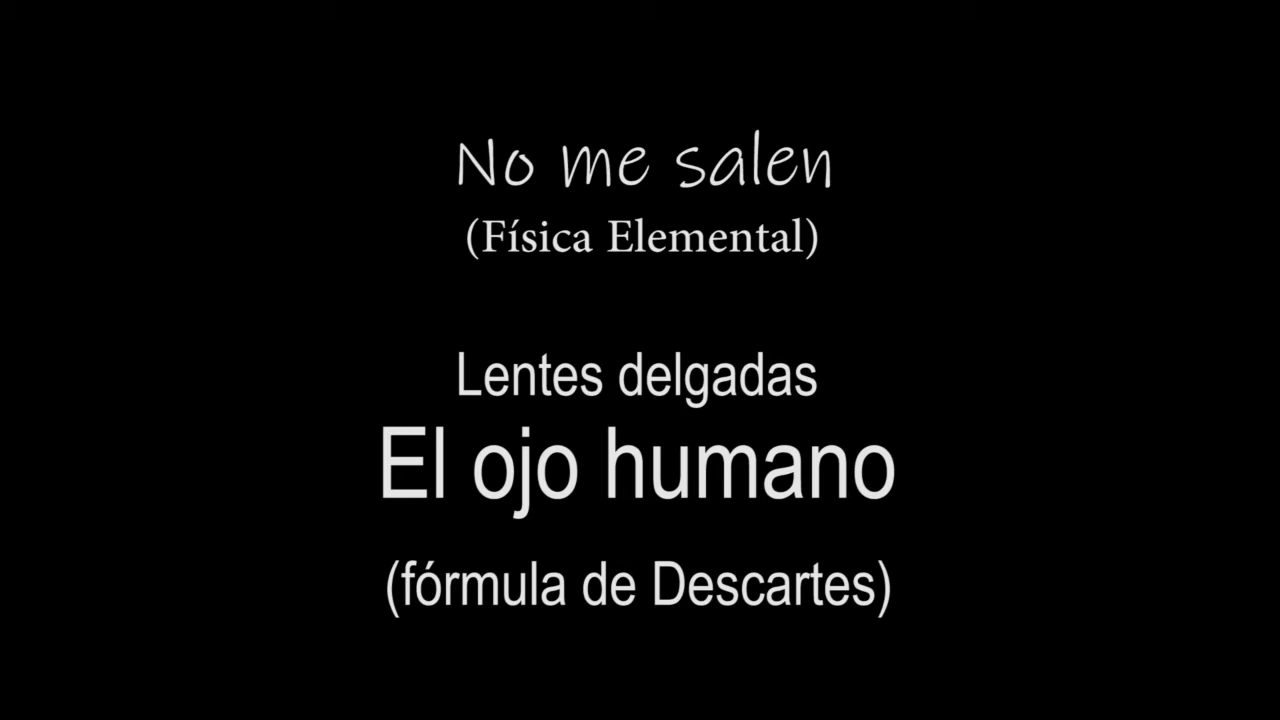 No me salen
(Física Elemental)
Lentes delgadas
El ojo humano
(fórmula de Descartes)